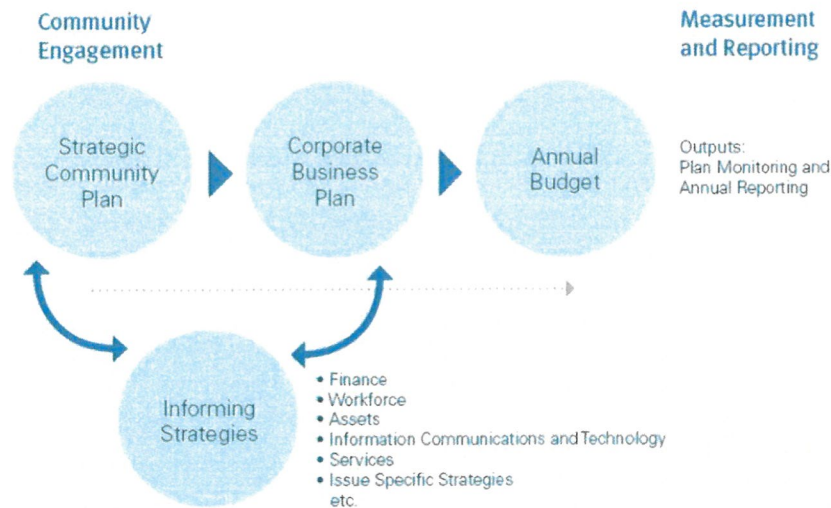 Community
Engagement
Measurement
and Reporting
Strategic
Community
Plan
Corporate
Business
Plan
Annual
Budget
Outputs:
Plan Monitoring and
Annual Reporting
Informing
Strategies
• Finance
• Workforce
• Assets
• Information Communications and Technology
• Services
• Issue Specific Strategies
etc.